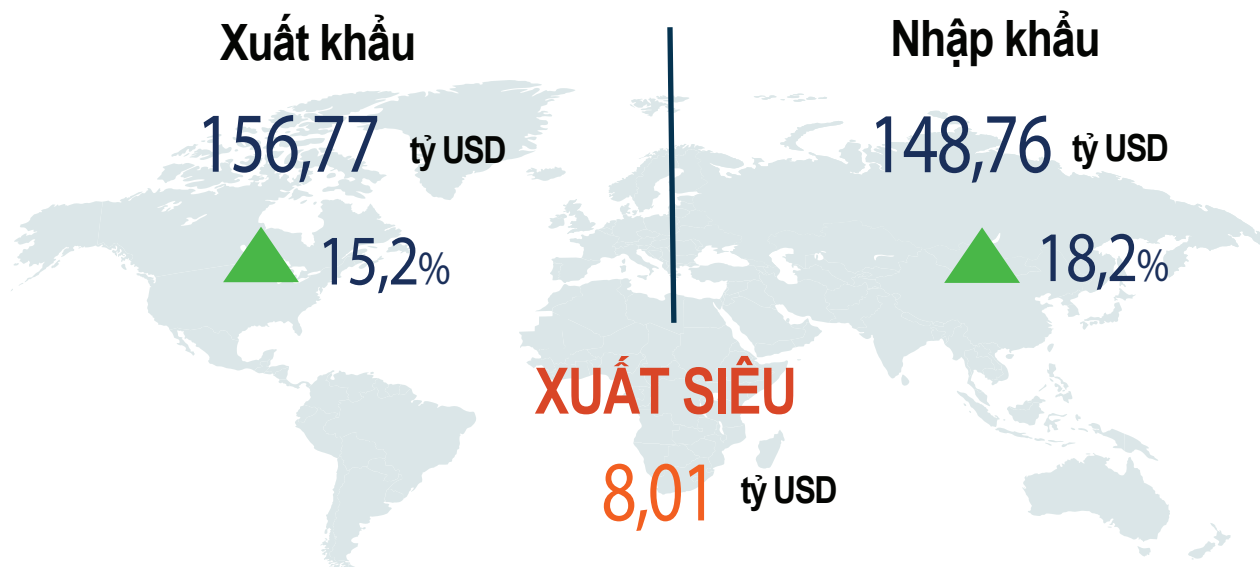 Xuất khẩu
156,77 tỷ USD
15,2%
Nhập khẩu
148,76 tỷ USD
18,2%
XUẤT SIÊU
8,01 tỷ USD